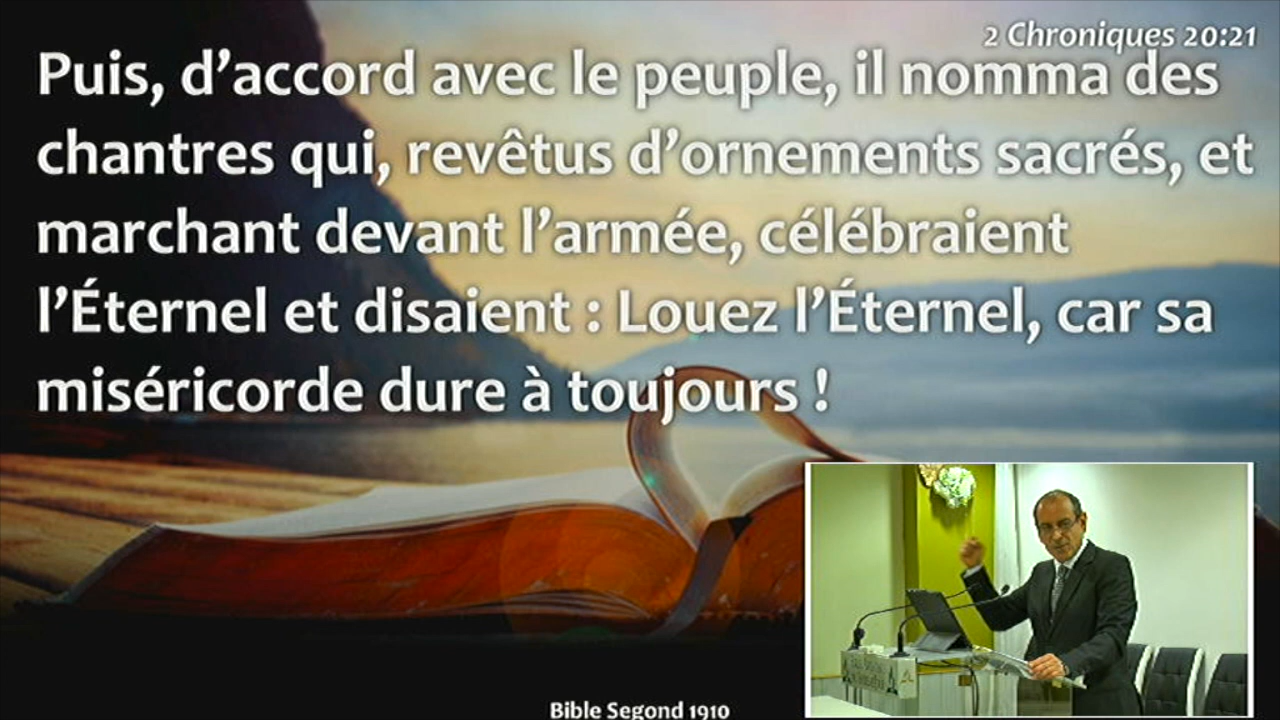 2 Chroniques 20:21
Puis, d’accord avec le peuple, il nomma des
chantres qui, revêtus d’ornements sacrés, et
marchant devant l’armée, célébraient
l’Éternel et disaient : Louez l’Éternel, car sa
miséricorde dure à toujours !
Bible Segond 1910